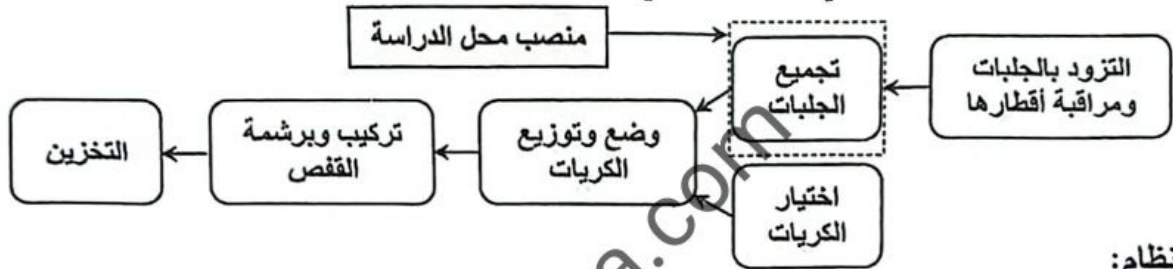 منصب محل الدراسة
التزود بالجلبات
ومراقبة أقطارها
تجميع
الجلبات
اختيار
الكريات
وضع وتوزيع
الكريات
تركيب وبرشمة
القفص
التخزين
نظام:
a.com